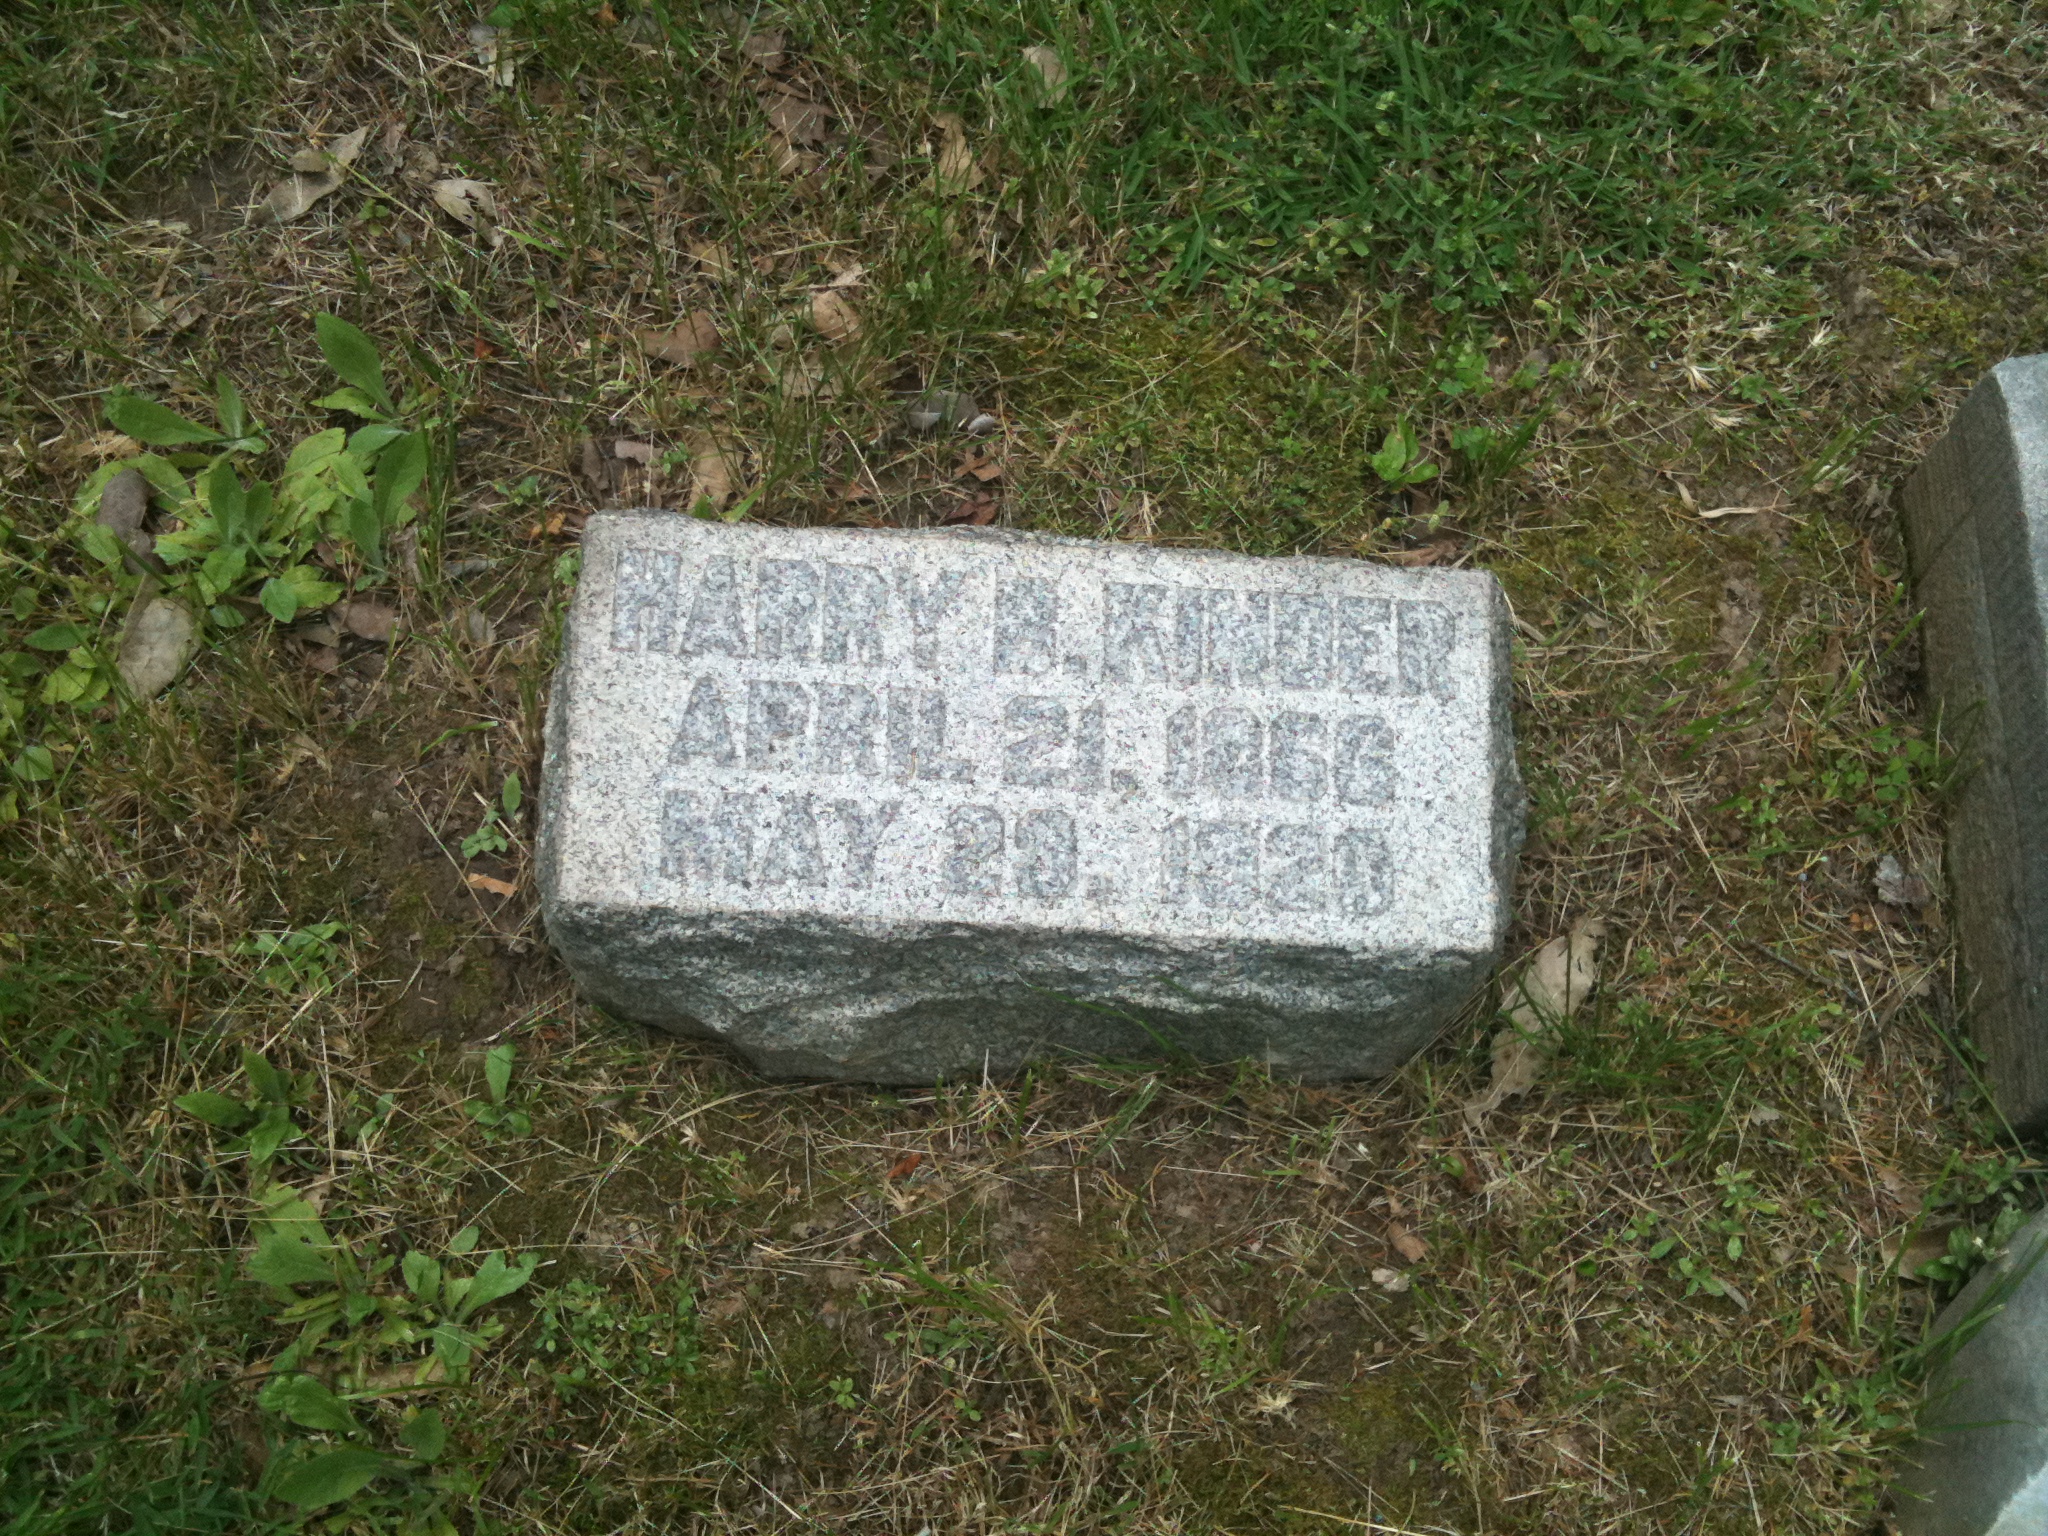 HARRY B. KINDER
APRIL 21, 1866
MAY 29, 1920